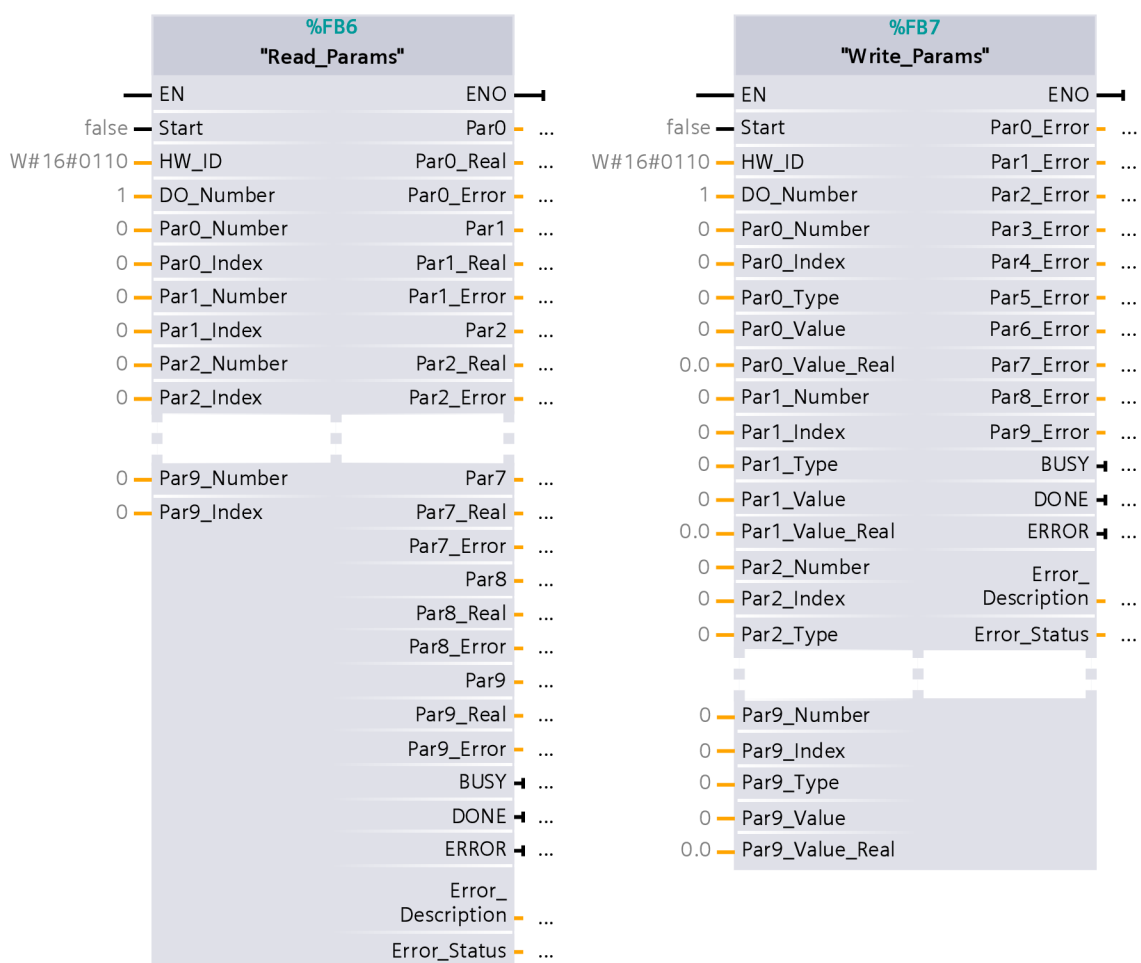 %FB6
"Read_Params"
EN ENO
false Start Par0 ...
W#16#0110 HW_ID Par0_Real ...
1 DO_Number Par0_Error ...
0 Par0_Number Par1 ...
0 Par0_Index Par1_Real ...
0 Par1_Number Par1_Error ...
0 Par1_Index Par2 ...
0 Par2_Number Par2_Real ...
0 Par2_Index Par2_Error ...
0 Par9_Number Par7 ...
0 Par9_Index Par7_Real ...
Par7_Error ...
Par8 ...
Par8_Real ...
Par8_Error ...
Par9 ...
Par9_Real ...
Par9_Error ...
BUSY ...
DONE ...
ERROR ...
Error_
Description ...
Error_Status ...
%FB7
"Write_Params"
EN ENO
false Start Par0_Error ...
W#16#0110 HW_ID Par1_Error ...
1 DO_Number Par2_Error ...
0 Par0_Number Par3_Error ...
0 Par0_Index Par4_Error ...
0 Par0_Type Par5_Error ...
0 Par0_Value Par6_Error ...
0.0 Par0_Value_Real Par7_Error ...
0 Par1_Number Par8_Error ...
0 Par1_Index Par9_Error ...
0 Par1_Type BUSY ...
0 Par1_Value DONE ...
0.0 Par1_Value_Real ERROR ...
0 Par2_Number Error_
0 Par2_Index Description ...
0 Par2_Type Error_Status ...
0 Par9_Number
0 Par9_Index
0 Par9_Type
0 Par9_Value
0.0 Par9_Value_Real